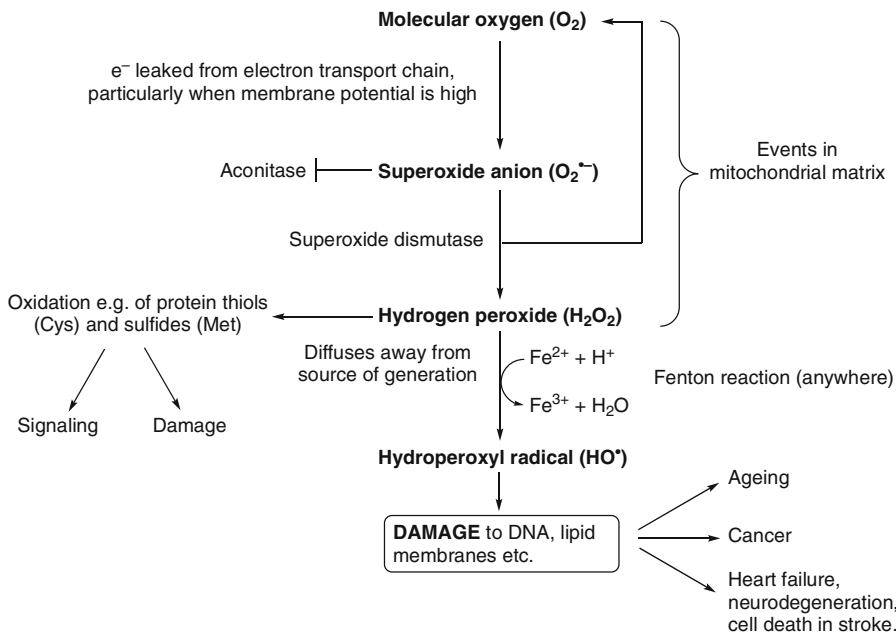 Molecular oxygen (O₂)
e⁻ leaked from electron transport chain,
particularly when membrane potential is high
Events in
mitochondrial matrix
Aconitase
Superoxide anion (O₂•⁻)
Superoxide dismutase
Oxidation e.g. of protein thiols
(Cys) and sulfides (Met)
Hydrogen peroxide (H₂O₂)
Diffuses away from
source of generation
Fe²⁺ + H⁺
Fe³⁺ + H₂O
Fenton reaction (anywhere)
Signaling
Damage
Hydroperoxyl radical (HO•)
DAMAGE to DNA, lipid
membranes etc.
Ageing
Cancer
Heart failure,
neurodegeneration,
cell death in stroke.